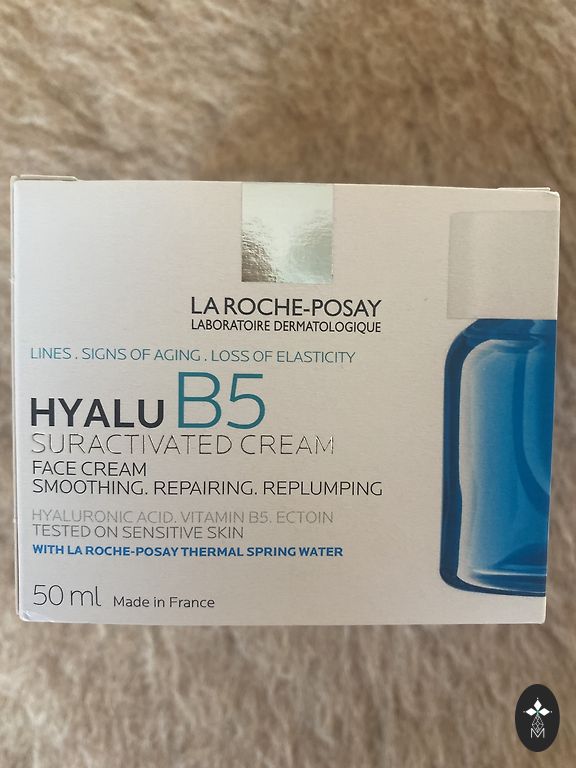 LA ROCHE-POSAY
LABORATOIRE DERMATOLOGIQUE
LINES . SIGNS OF AGING . LOSS OF ELASTICITY
HYALU B5
SURACTIVATED CREAM
FACE CREAM
SMOOTHING. REPAIRING. REPLUMPING
HYALURONIC ACID. VITAMIN B5. ECTOIN
TESTED ON SENSITIVE SKIN
WITH LA ROCHE-POSAY THERMAL SPRING WATER
50 ml Made in France
M